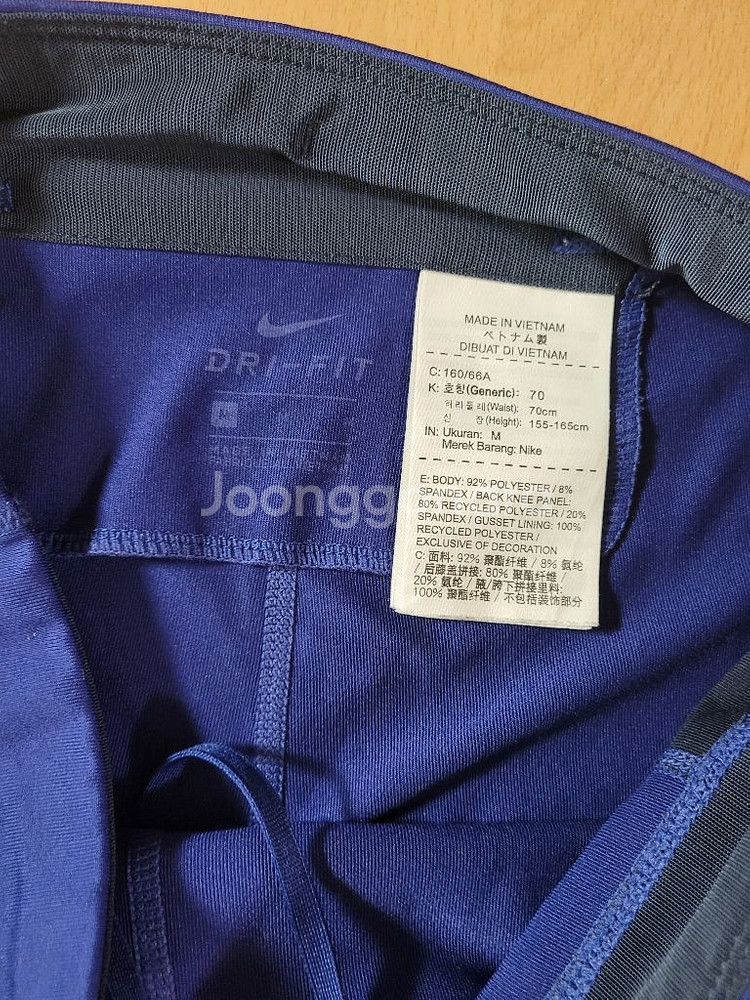 DRI-FIT
Joongg
MADE IN VIETNAM
ベトナム製
DIBUAT DI VIETNAM
C: 160/66A
K: 호칭(Generic): 70
허리둘레(Waist): 70cm
신 장(Height): 155-165cm
IN: Ukuran: M
Merek Barang: Nike
E: BODY: 92% POLYESTER / 8%
SPANDEX / BACK KNEE PANEL:
80% RECYCLED POLYESTER / 20%
SPANDEX / GUSSET LINING: 100%
RECYCLED POLYESTER /
EXCLUSIVE OF DECORATION
C: 面料: 92% 聚酯纤维 / 8% 氨纶
/ 后膝盖拼接: 80% 聚酯纤维 /
20% 氨纶 / 腋/胯下拼接里料:
100% 聚酯纤维 / 不包括装饰部分